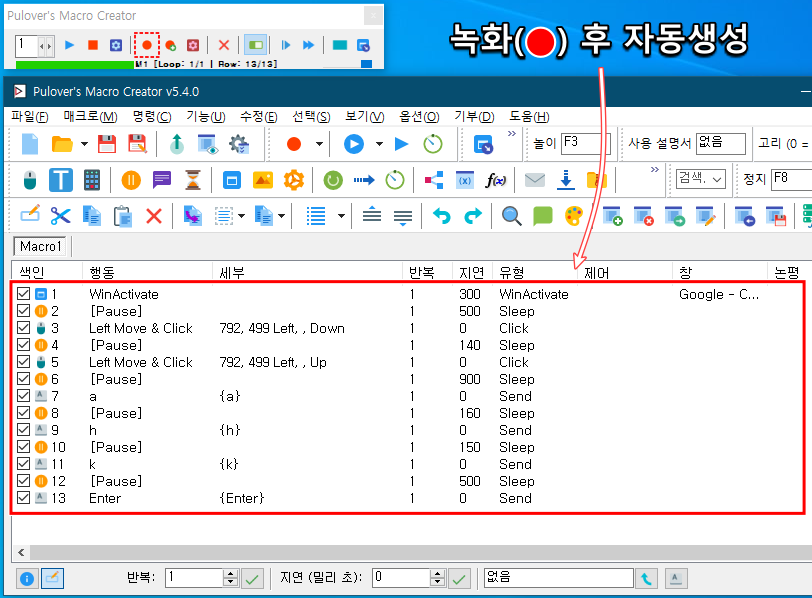 Pulover's Macro Creator
1
M1 [Loop: 1/1 | Row: 13/13]
녹화( ) 후 자동생성
Pulover's Macro Creator v5.4.0
파일(F) 매크로(M) 명령(C) 기능(U) 수정(E) 선택(S) 보기(V) 옵션(O) 기부(D) 도움(H)
놀이 F3 사용 설명서 없음 고리 (0 =
T (x) f(x) 검색. 정지 F8
Macro1
색인 행동 세부 반복 지연 유형 제어 창 논평
1 WinActivate 1 300 WinActivate Google - C...
2 [Pause] 1 500 Sleep
3 Left Move & Click 792, 499 Left, , Down 1 0 Click
4 [Pause] 1 140 Sleep
5 Left Move & Click 792, 499 Left, , Up 1 0 Click
6 [Pause] 1 900 Sleep
7 a {a} 1 0 Send
8 [Pause] 1 160 Sleep
9 h {h} 1 0 Send
10 [Pause] 1 150 Sleep
11 k {k} 1 0 Send
12 [Pause] 1 500 Sleep
13 Enter {Enter} 1 0 Send
반복: 1 지연 (밀리 초): 0 없음 A